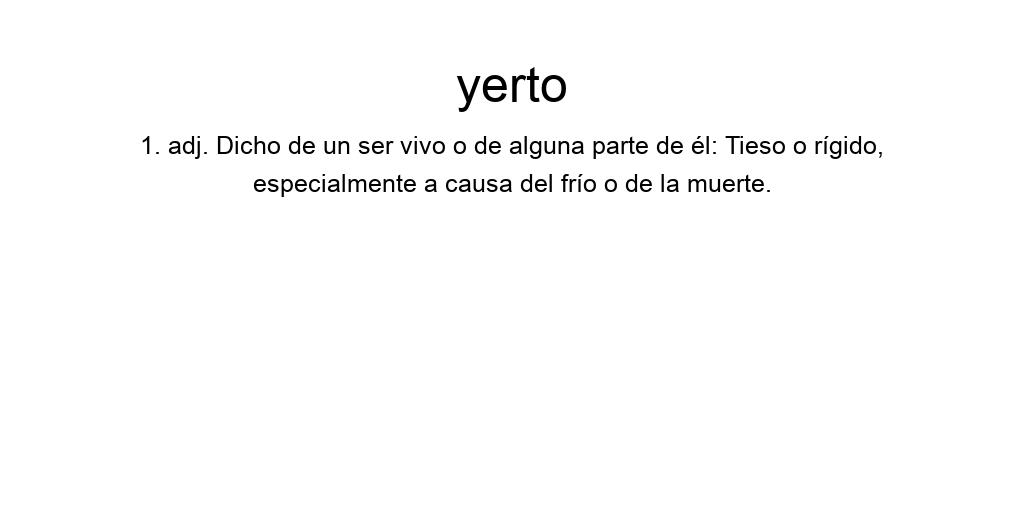 yerto
1. adj. Dicho de un ser vivo o de alguna parte de él: Tieso o rígido,
especialmente a causa del frío o de la muerte.